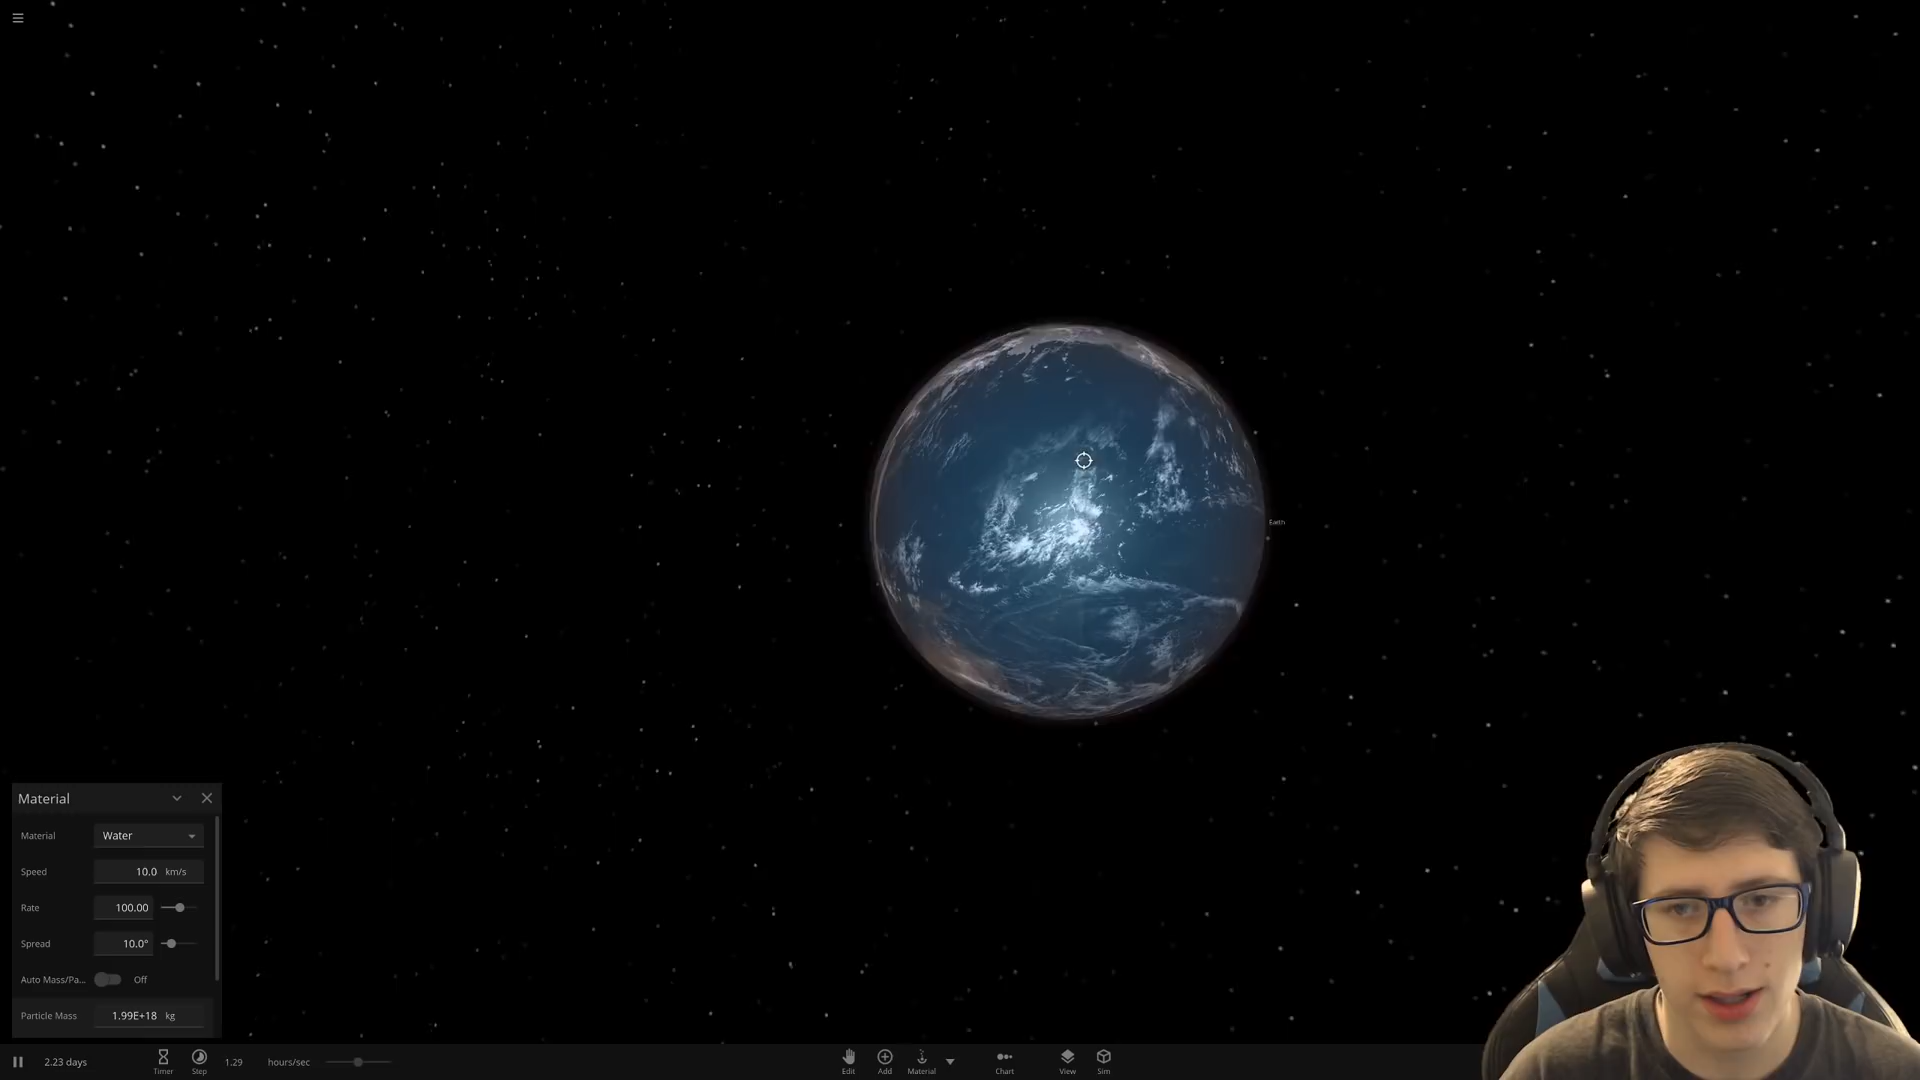 Earth
Material
Material Water
Speed 10.0 km/s
Rate 100.00
Spread 10.0°
Auto Mass/Pa... Off
Particle Mass 1.99E+18 kg
2.23 days Timer Step 1.29 hours/sec Edit Add Material Chart View Sim